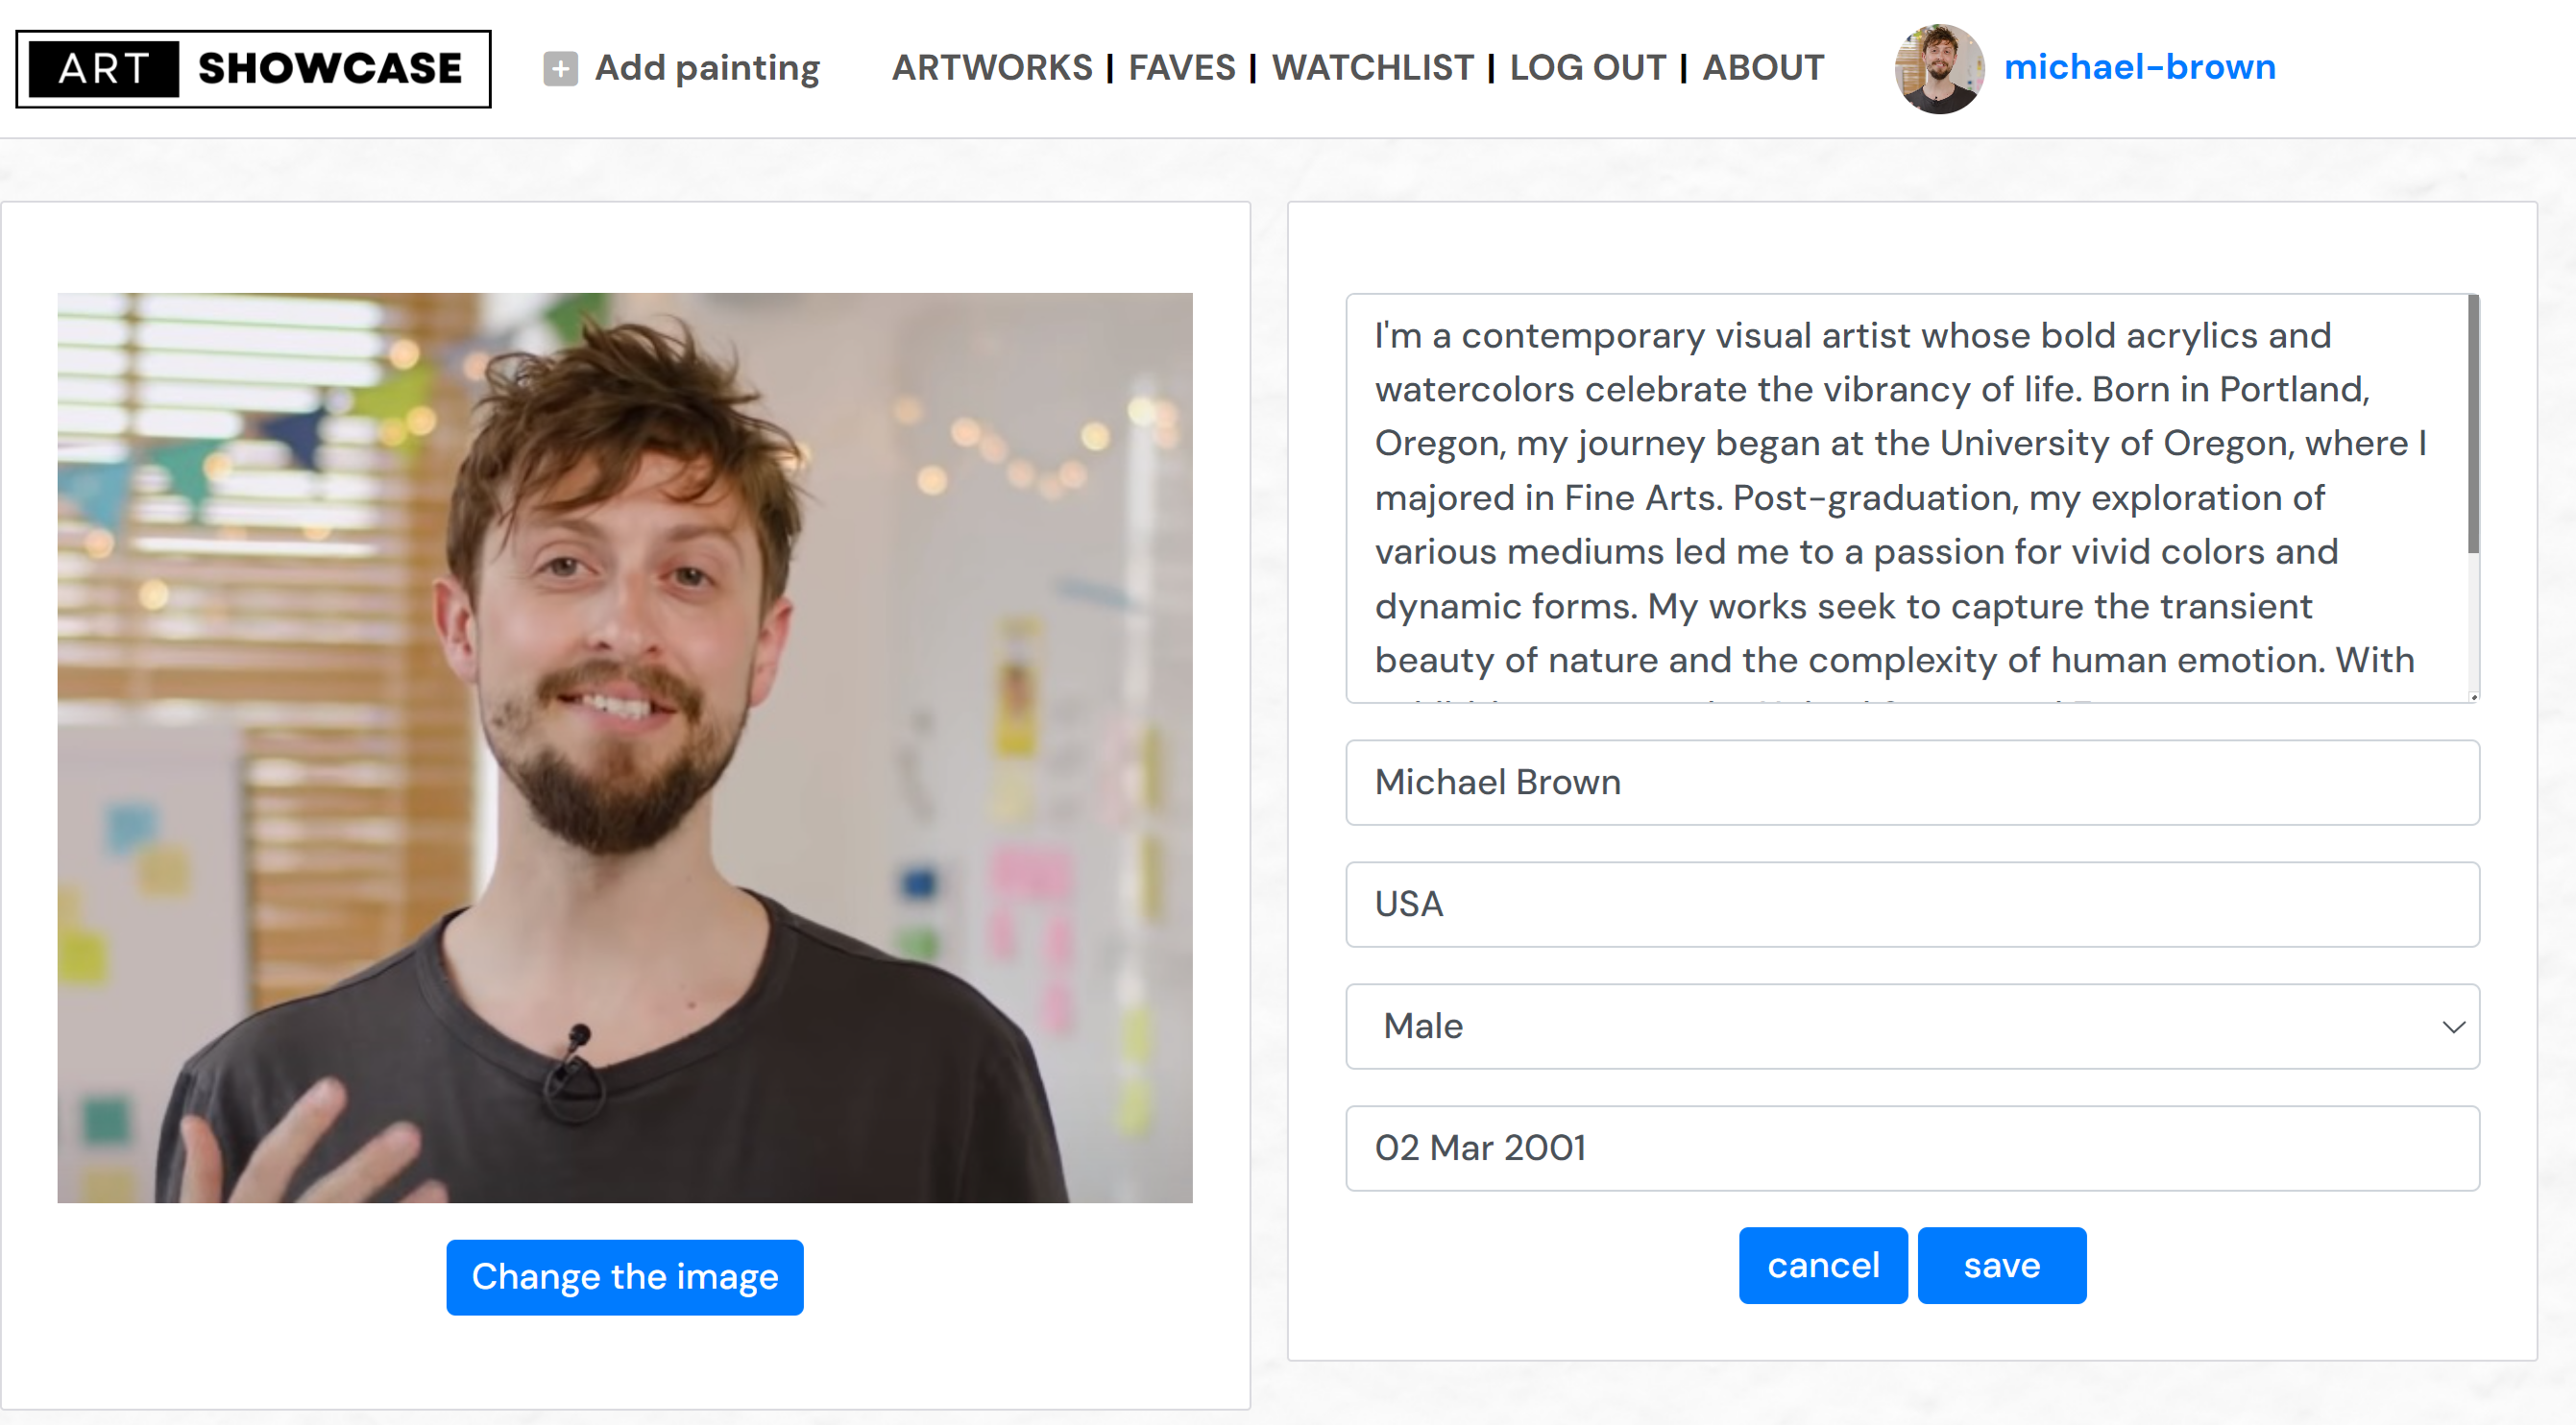 ART SHOWCASE
Add painting
ARTWORKS | FAVES | WATCHLIST | LOG OUT | ABOUT
michael-brown
I'm a contemporary visual artist whose bold acrylics and
watercolors celebrate the vibrancy of life. Born in Portland,
Oregon, my journey began at the University of Oregon, where I
majored in Fine Arts. Post-graduation, my exploration of
various mediums led me to a passion for vivid colors and
dynamic forms. My works seek to capture the transient
beauty of nature and the complexity of human emotion. With
Michael Brown
USA
Male
02 Mar 2001
Change the image
cancel
save